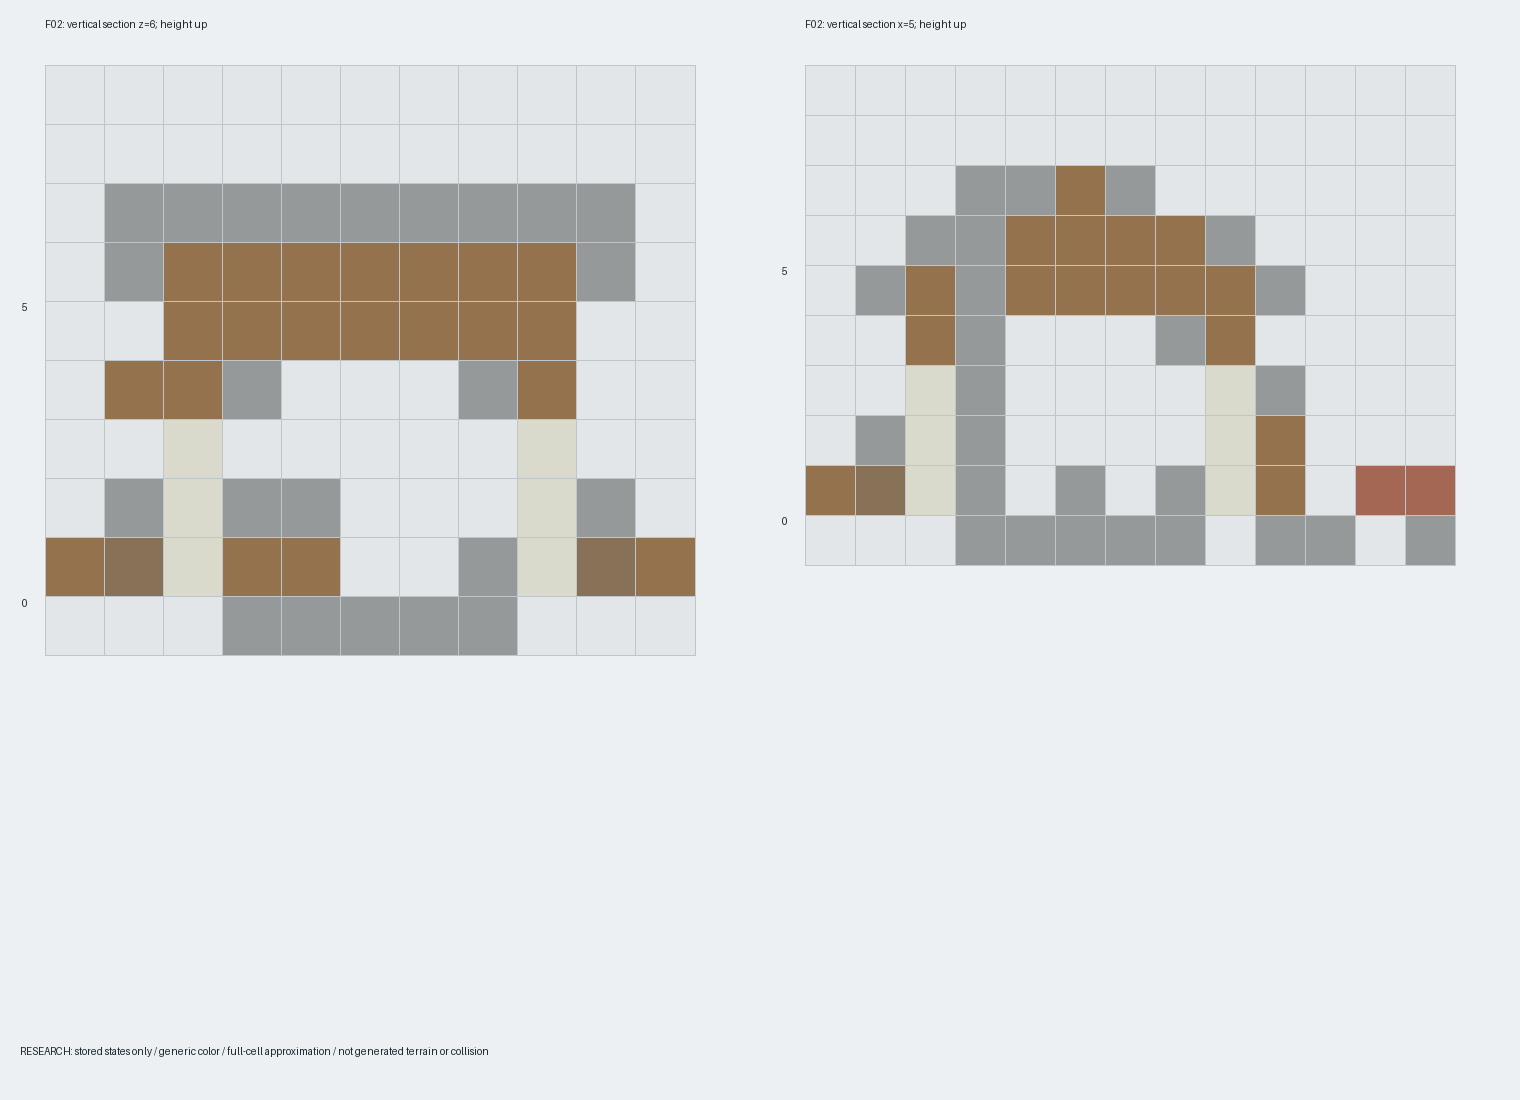 F02: vertical section z=6; height up
F02: vertical section x=5; height up
5
5
0
0
RESEARCH: stored states only / generic color / full-cell approximation / not generated terrain or collision